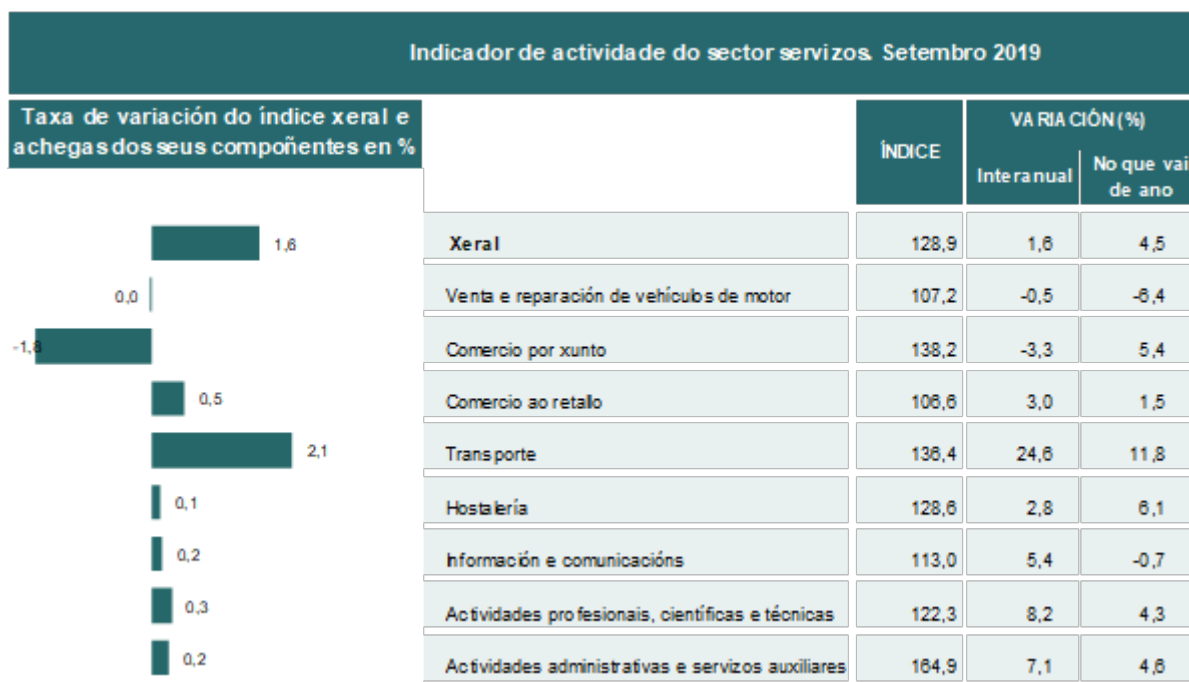 Indicador de actividade do sector servizos. Setembro 2019
Taxa de variación do índice xeral e
achegas dos seus compoñentes en %
ÍNDICE
VARIACIÓN (%)
Interanual
No que vai
de ano
1,6 Xeral 128,9 1,6 4,5
0,0 Venta e reparación de vehículos de motor 107,2 -0,5 -6,4
-1,8 Comercio por xunto 138,2 -3,3 5,4
0,5 Comercio ao retallo 106,6 3,0 1,5
2,1 Transporte 136,4 24,6 11,8
0,1 Hostalería 128,6 2,8 6,1
0,2 Información e comunicacións 113,0 5,4 -0,7
0,3 Actividades profesionais, científicas e técnicas 122,3 8,2 4,3
0,2 Actividades administrativas e servizos auxiliares 164,9 7,1 4,6